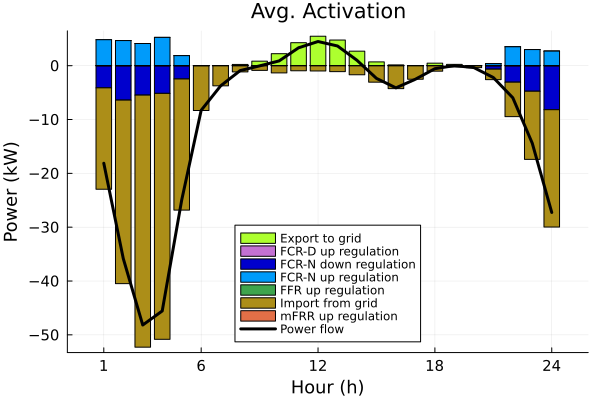 Avg. Activation
Power (kW)
0
−10
−20
−30
−40
−50
Export to grid
FCR-D up regulation
FCR-N down regulation
FCR-N up regulation
FFR up regulation
Import from grid
mFRR up regulation
Power flow
1 6 12 18 24
Hour (h)